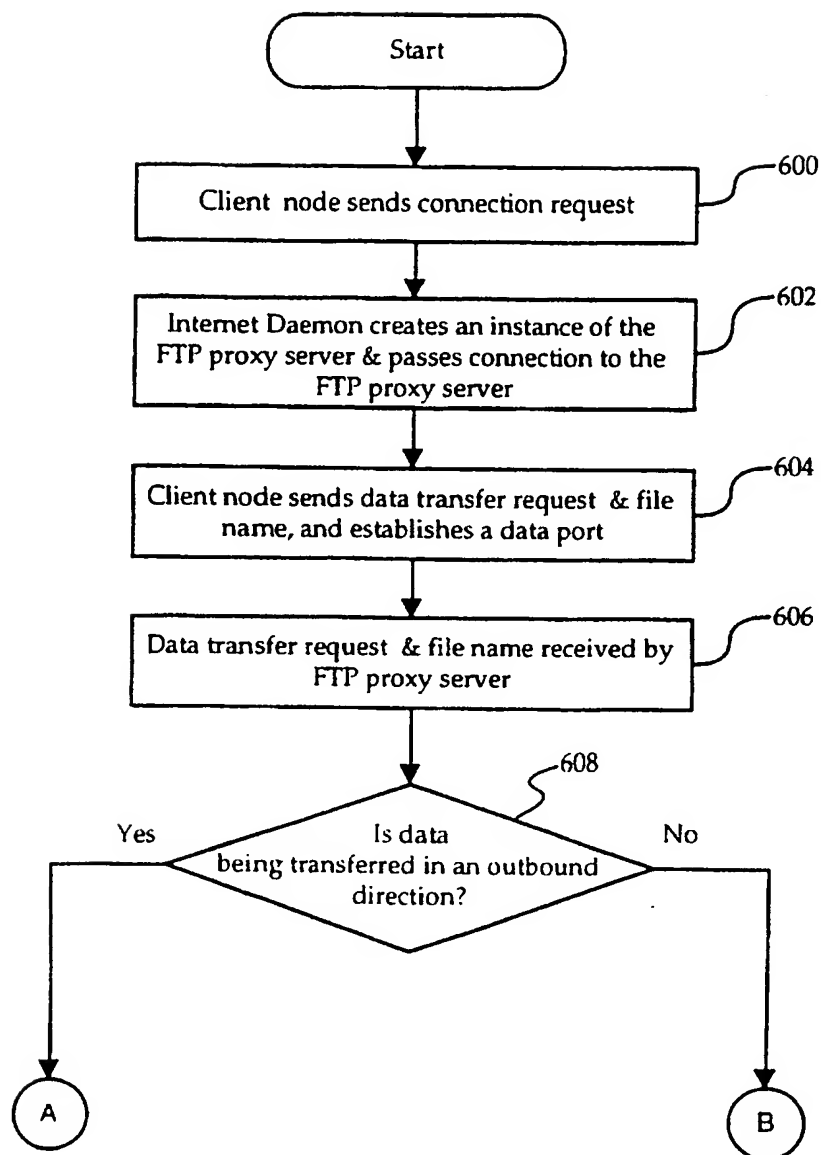 Start
600
Client node sends connection request
602
Internet Daemon creates an instance of the
FTP proxy server & passes connection to the
FTP proxy server
604
Client node sends data transfer request & file
name, and establishes a data port
606
Data transfer request & file name received by
FTP proxy server
608
Yes
Is data
No
being transferred in an outbound
direction?
A
B